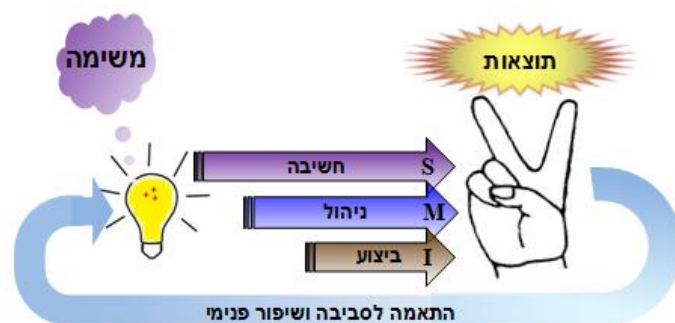 משימה
תוצאות
חשיבה S
ניהול M
ביצוע I
התאמה לסביבה ושיפור פנימי